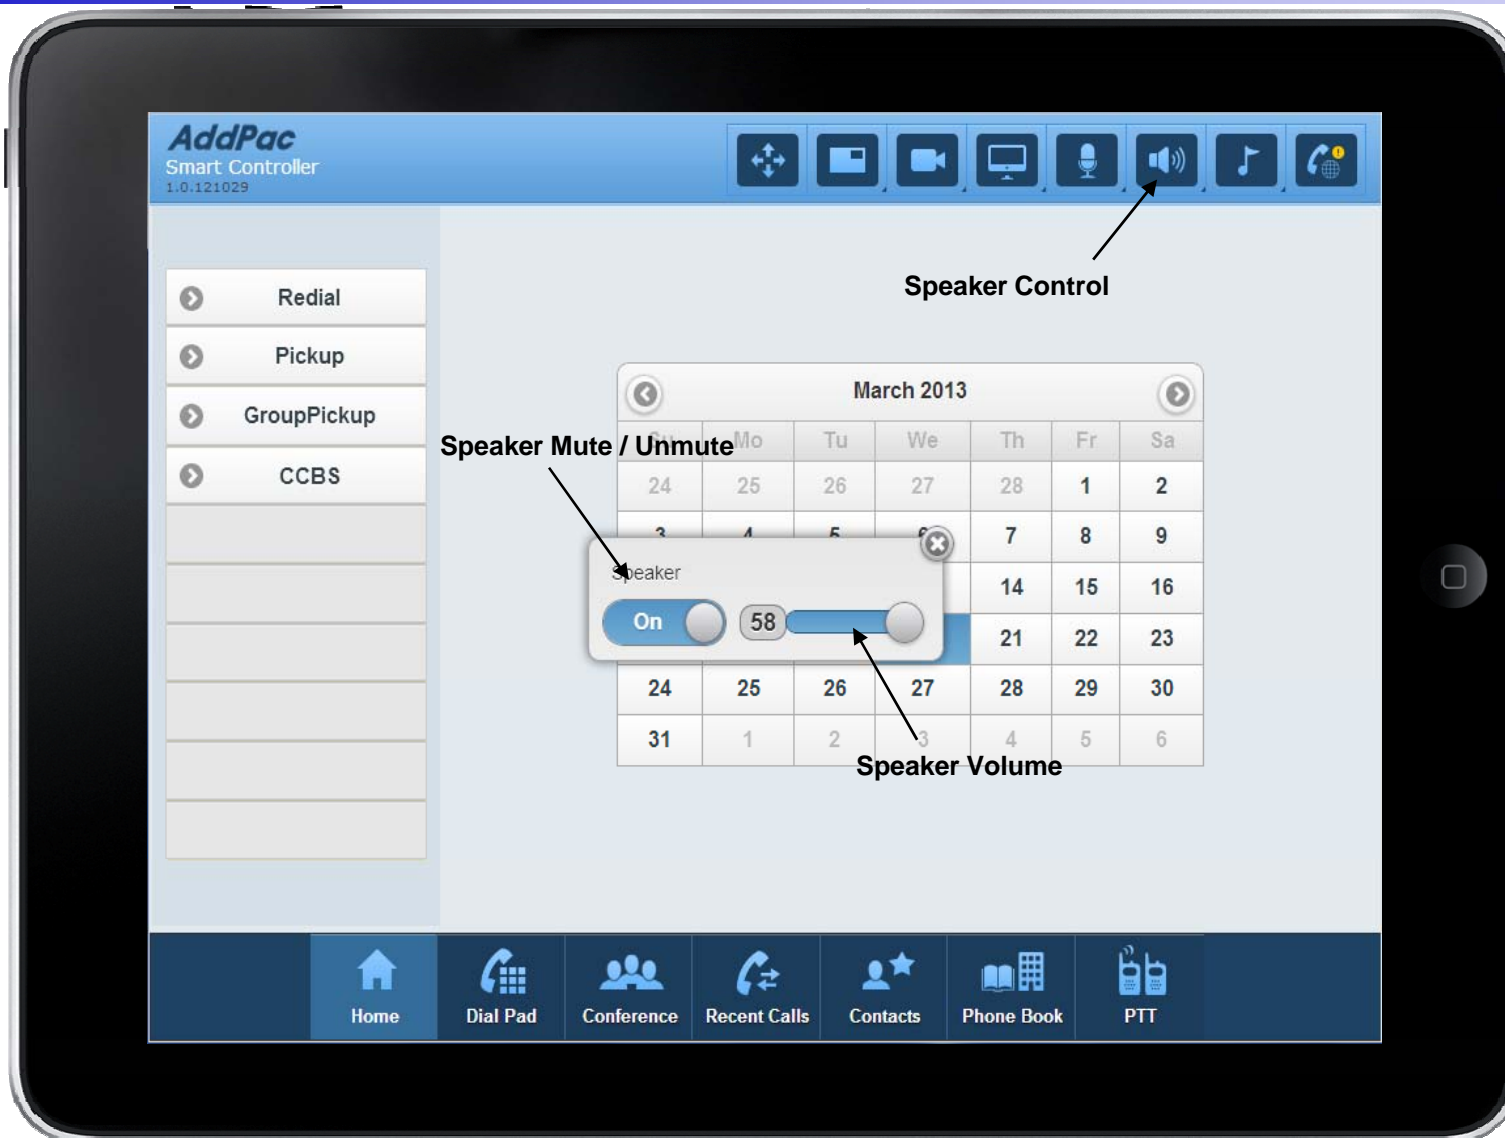 AddPac
Smart Controller
1.0.121029
Speaker Control
Redial
Pickup
GroupPickup
CCBS
March 2013
Speaker Mute / Unmute
Mo Tu We Th Fr Sa
24 25 26 27 28 1 2
3 4 5 6 7 8 9
Speaker
14 15 16
On 58
21 22 23
24 25 26 27 28 29 30
31 1 2 3 4 5 6
Speaker Volume
Home Dial Pad Conference Recent Calls Contacts Phone Book PTT